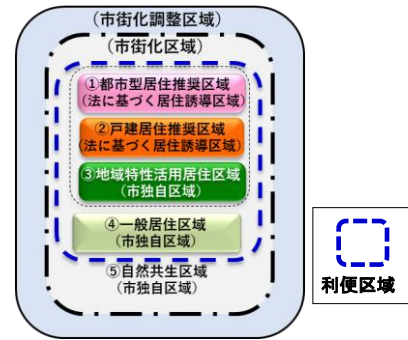 (市街化調整区域)
(市街化区域)
①都市型居住推奨区域
(法に基づく居住誘導区域)
②戸建居住推奨区域
(法に基づく居住誘導区域)
③地域特性活用居住区域
(市独自区域)
④一般居住区域
(市独自区域)
⑤自然共生区域
(市独自区域)
利便区域